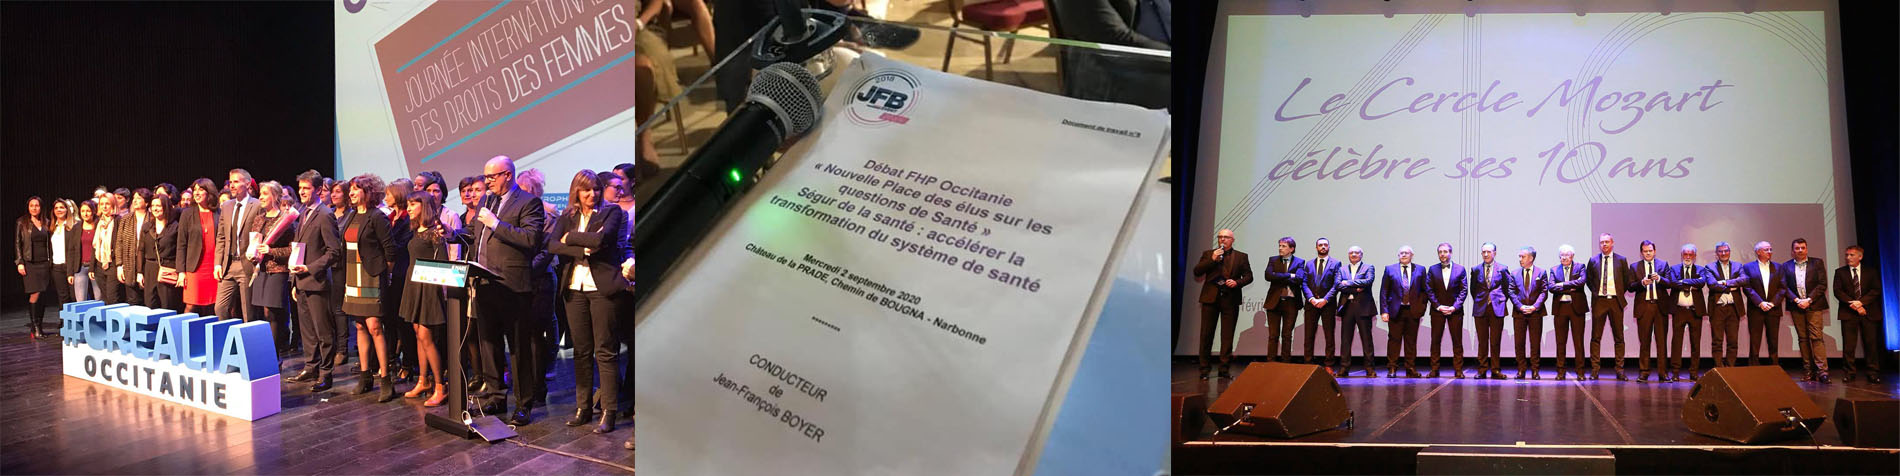 JOURNÉE INTERNATIONALE
DES DROITS DES FEMMES
#CREALIA
OCCITANIE
2018
JFB
Document de travail n°8
Débat FHP Occitanie
« Nouvelle Place des élus sur les
questions de Santé »
Ségur de la santé : accélérer la
transformation du système de santé
Mercredi 2 septembre 2020
Château de la PRADE, Chemin de BOUGNA - Narbonne
********
CONDUCTEUR
de
Jean-François BOYER
Le Cercle Mozart
célèbre ses 10 ans